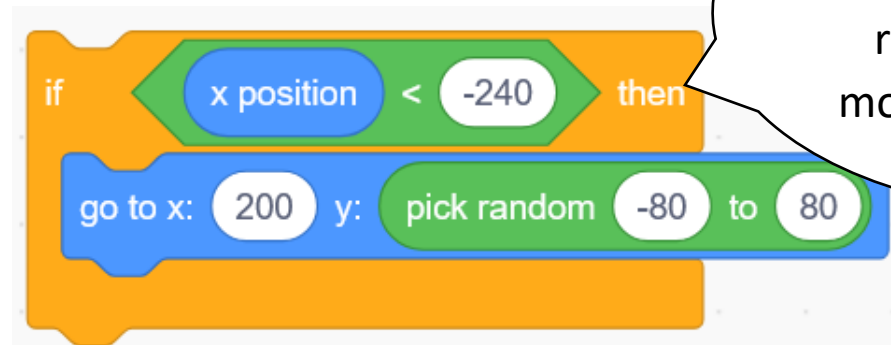 if x position < -240 then
go to x: 200 y: pick random -80 to 80